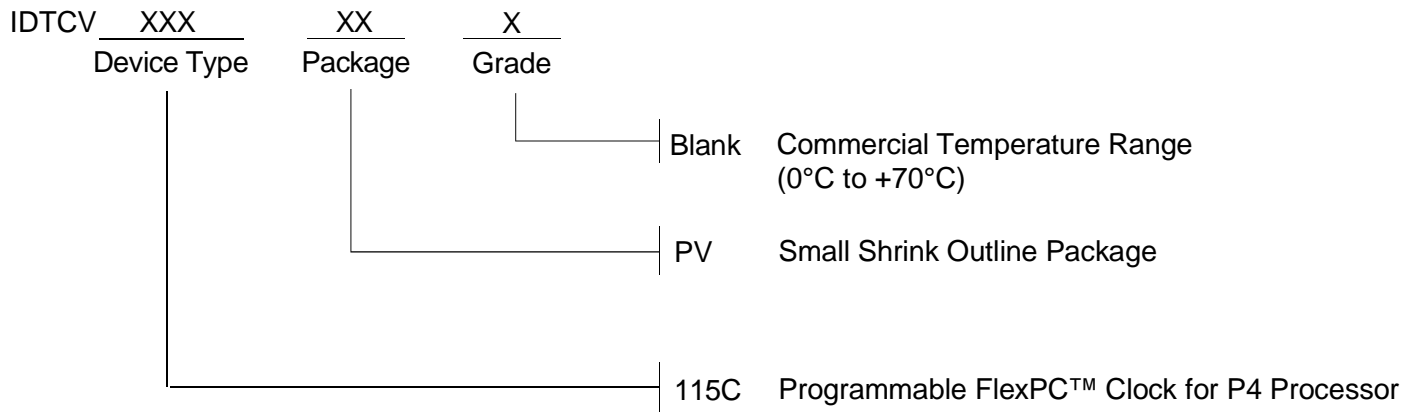 IDTCV XXX XX X
Device Type Package Grade
Blank Commercial Temperature Range
(0°C to +70°C)
PV Small Shrink Outline Package
115C Programmable FlexPC™ Clock for P4 Processor